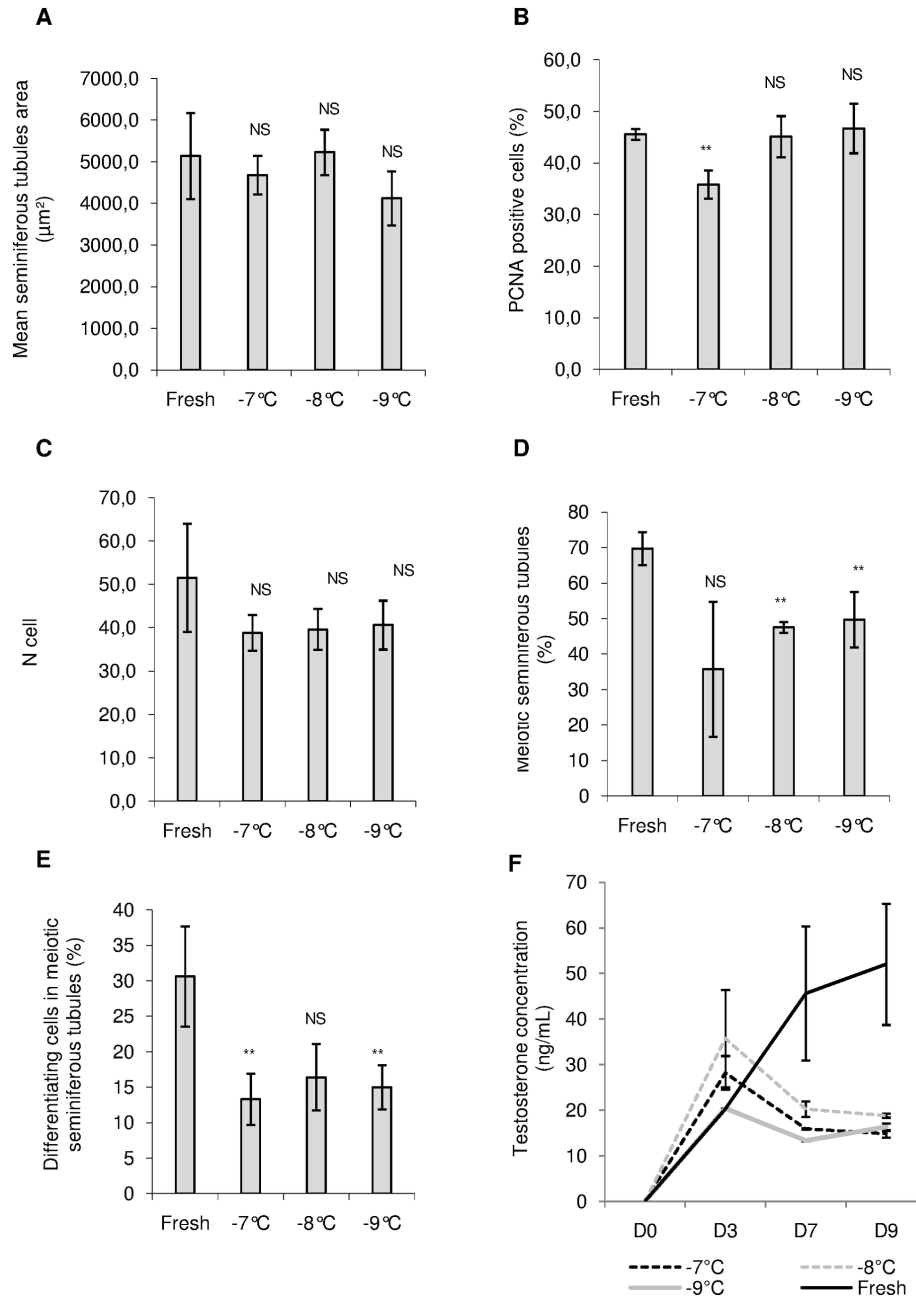 A
Mean seminiferous tubules area
(µm²)
7000,0
6000,0
5000,0
4000,0
3000,0
2000,0
1000,0
0,0
NS
NS
NS
Fresh -7°C -8°C -9°C
B
PCNA positive cells (%)
60,0
50,0
40,0
30,0
20,0
10,0
0,0
**
NS
NS
Fresh -7°C -8°C -9°C
C
N cell
70,0
60,0
50,0
40,0
30,0
20,0
10,0
0,0
NS
NS
NS
Fresh -7°C -8°C -9°C
D
Meiotic seminiferous tubules
(%)
80
70
60
50
40
30
20
10
0
NS
**
**
Fresh -7°C -8°C -9°C
E
Differentiating cells in meiotic
seminiferous tubules (%)
40
35
30
25
20
15
10
5
0
**
NS
**
Fresh -7°C -8°C -9°C
F
Testosterone concentration
(ng/mL)
70
60
50
40
30
20
10
0
D0 D3 D7 D9
-7°C -8°C
-9°C Fresh